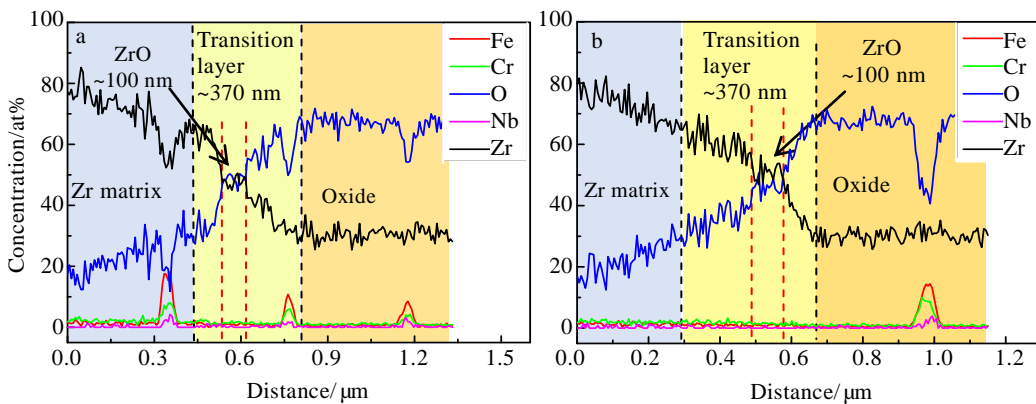 a
ZrO
~100 nm
Transition
layer
~370 nm
Fe
Cr
O
Nb
Zr
Zr matrix
Oxide
Concentration/at%
100
80
60
40
20
0
0.0 0.3 0.6 0.9 1.2 1.5
Distance/ μm
b
Transition
layer
~370 nm
ZrO
~100 nm
Fe
Cr
O
Nb
Zr
Zr matrix
Oxide
100
80
60
40
20
0
0.0 0.2 0.4 0.6 0.8 1.0
Distance/ μm